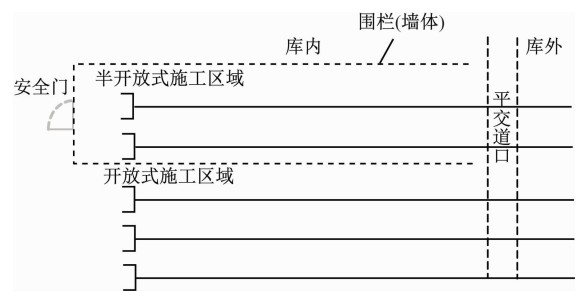 围栏(墙体)
库内
库外
安全门
半开放式施工区域
平交道口
开放式施工区域